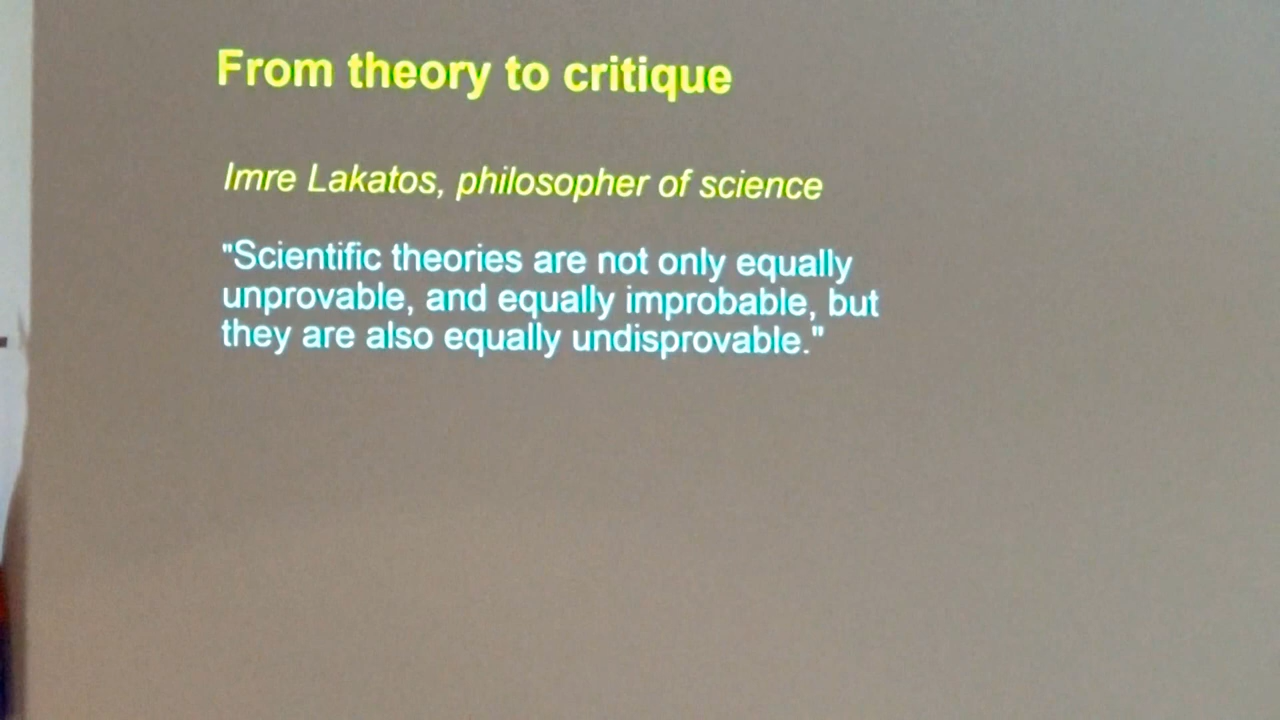 From theory to critique
Imre Lakatos, philosopher of science
"Scientific theories are not only equally
unprovable, and equally improbable, but
they are also equally undisprovable."